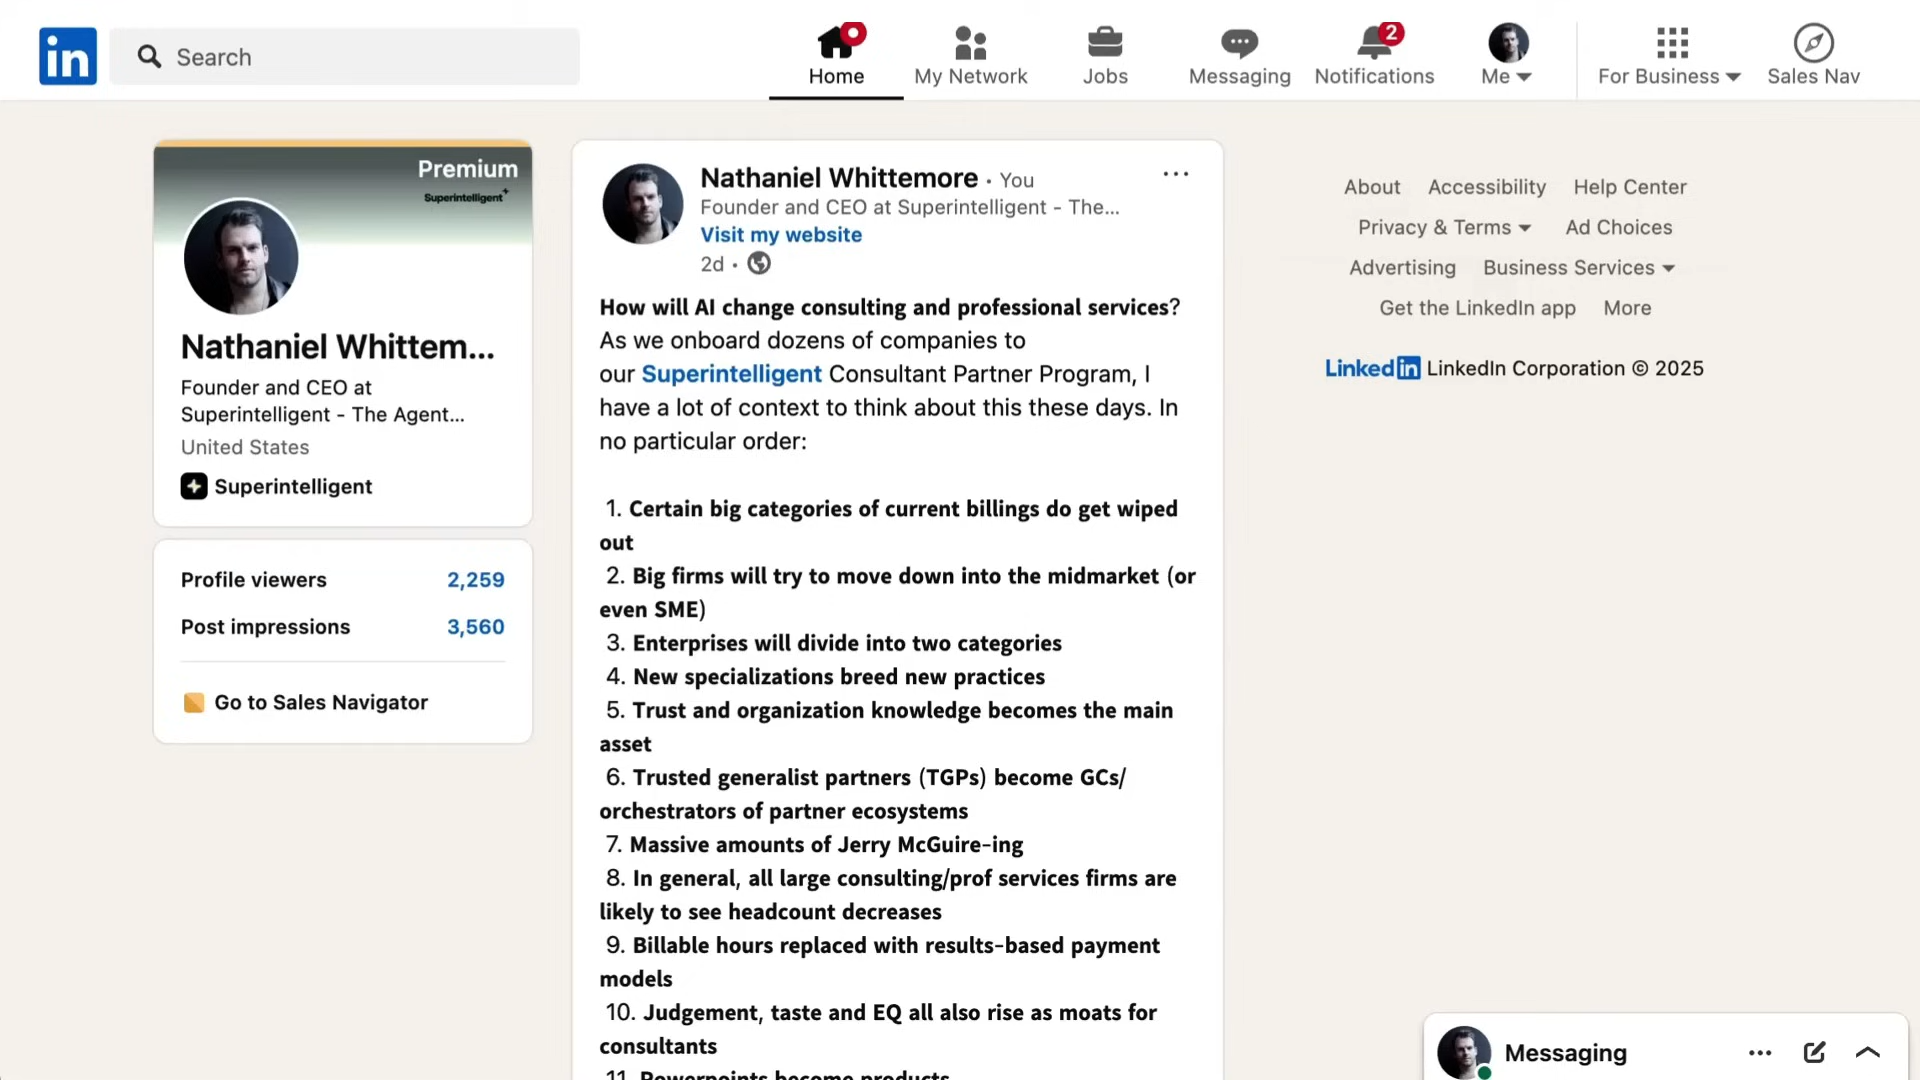 in
Search
Home
My Network
Jobs
Messaging
2
Notifications
Me
For Business
Sales Nav
Premium
Superintelligent
Nathaniel Whittem...
Founder and CEO at
Superintelligent - The Agent...
United States
Superintelligent
Profile viewers 2,259
Post impressions 3,560
Go to Sales Navigator
Nathaniel Whittemore • You
Founder and CEO at Superintelligent - The...
Visit my website
2d •
How will AI change consulting and professional services?
As we onboard dozens of companies to
our Superintelligent Consultant Partner Program, I
have a lot of context to think about this these days. In
no particular order:
1. Certain big categories of current billings do get wiped
out
2. Big firms will try to move down into the midmarket (or
even SME)
3. Enterprises will divide into two categories
4. New specializations breed new practices
5. Trust and organization knowledge becomes the main
asset
6. Trusted generalist partners (TGPs) become GCs/
orchestrators of partner ecosystems
7. Massive amounts of Jerry McGuire-ing
8. In general, all large consulting/prof services firms are
likely to see headcount decreases
9. Billable hours replaced with results-based payment
models
10. Judgement, taste and EQ all also rise as moats for
consultants
11. Powerpoints become products
About Accessibility Help Center
Privacy & Terms Ad Choices
Advertising Business Services
Get the LinkedIn app More
LinkedIn LinkedIn Corporation © 2025
Messaging